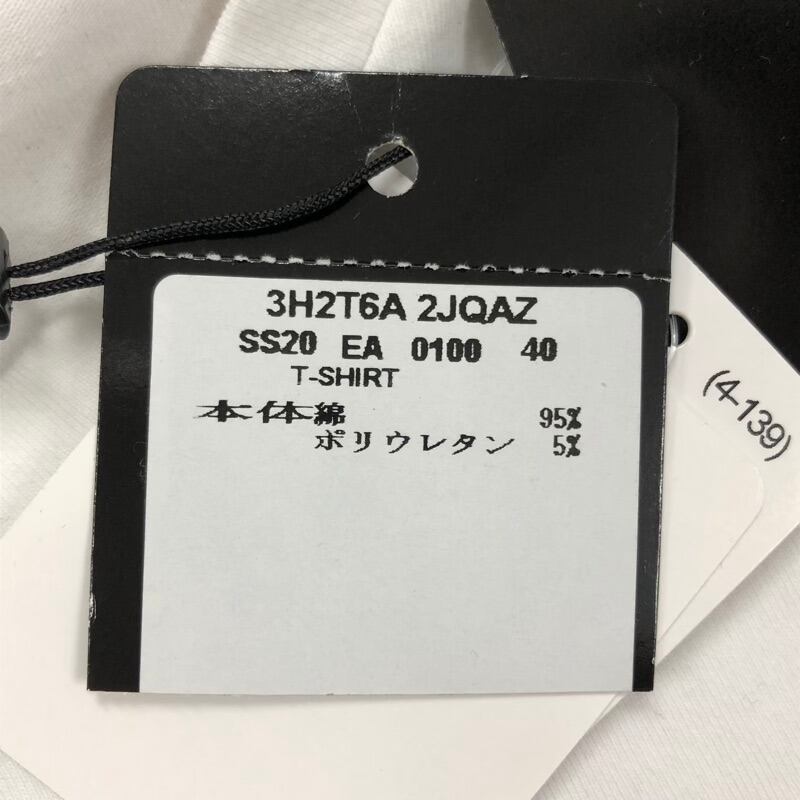 3H2T6A 2JQAZ
SS20 EA 0100 40
T-SHIRT
本体綿 95%
ポリウレタン 5%
(4-139)